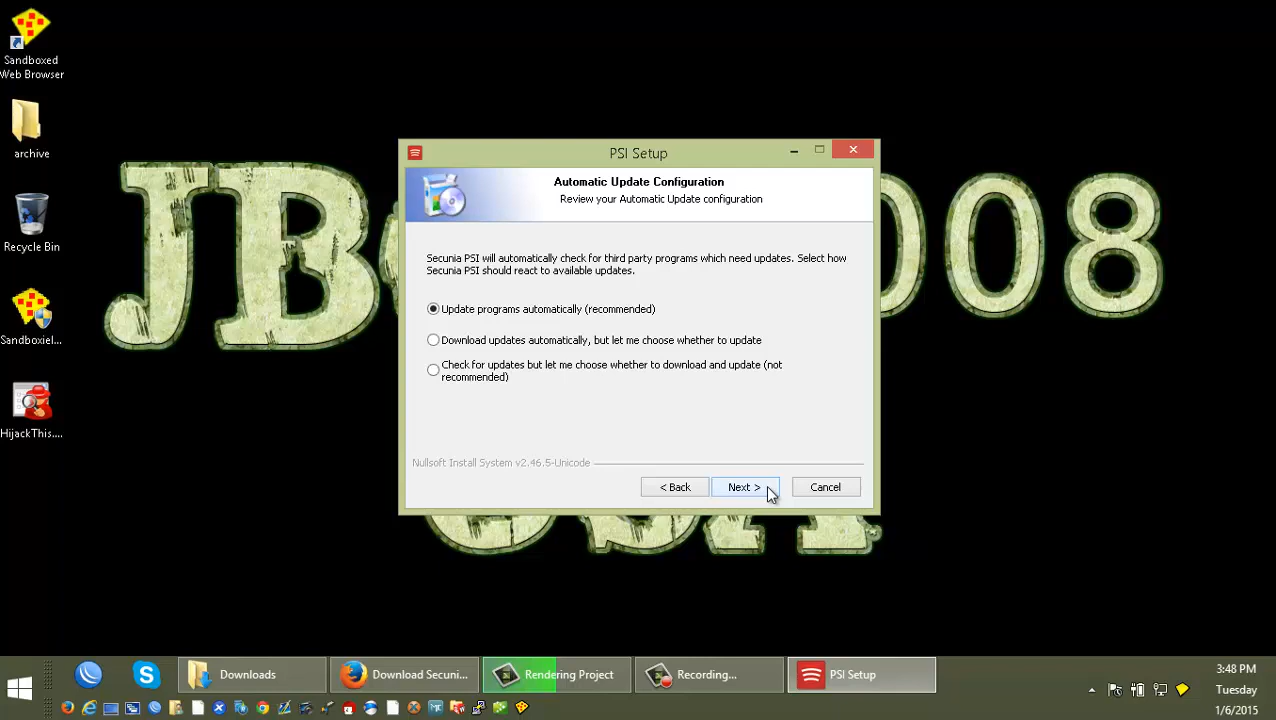 Sandboxed
Web Browser
archive
Recycle Bin
Sandboxiel...
HijackThis....
PSI Setup
Automatic Update Configuration
Review your Automatic Update configuration
Secunia PSI will automatically check for third party programs which need updates. Select how
Secunia PSI should react to available updates.
Update programs automatically (recommended)
Download updates automatically, but let me choose whether to update
Check for updates but let me choose whether to download and update (not
recommended)
Nullsoft Install System v2.46.5-Unicode
< Back
Next >
Cancel
Downloads
Download Secuni...
Rendering Project
Recording...
PSI Setup
3:48 PM
Tuesday
1/6/2015